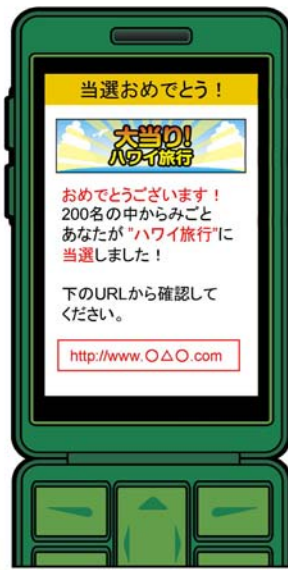 当選おめでとう！
大当り!
ハワイ旅行
おめでとうございます！
200名の中からみごと
あなたが"ハワイ旅行"に
当選しました！
下のURLから確認して
ください。
http://www.〇△〇.com